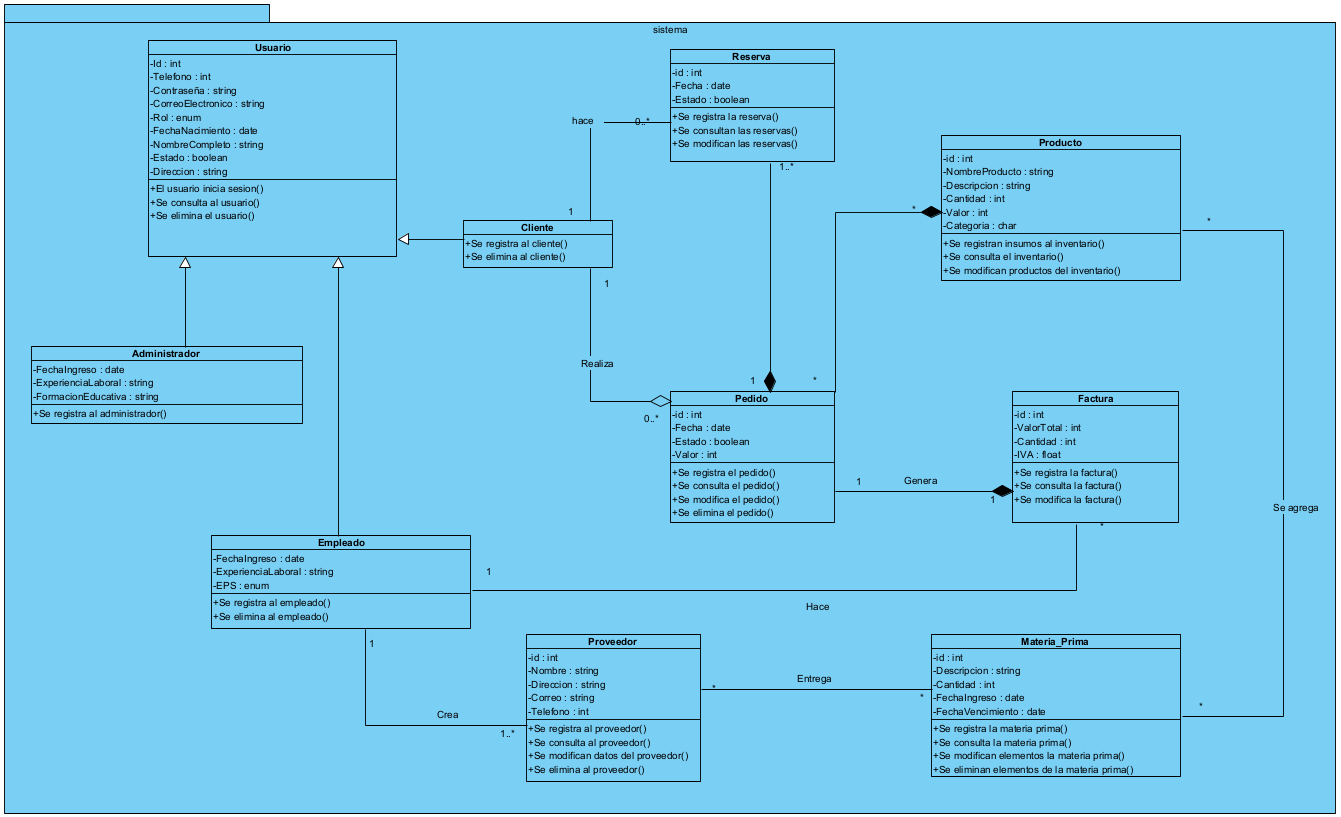 sistema
Usuario
-Id : int
-Telefono : int
-Contraseña : string
-CorreoElectronico : string
-Rol : enum
-FechaNacimiento : date
-NombreCompleto : string
-Estado : boolean
-Direccion : string
+El usuario inicia sesion()
+Se consulta al usuario()
+Se elimina el usuario()
Reserva
-id : int
-Fecha : date
-Estado : boolean
+Se registra la reserva()
+Se consultan las reservas()
+Se modifican las reservas()
hace
0..*
1
1..*
Producto
-id : int
-NombreProducto : string
-Descripcion : string
-Cantidad : int
-Valor : int
-Categoria : char
+Se registran insumos al inventario()
+Se consulta el inventario()
+Se modifican productos del inventario()
*
*
Cliente
+Se registra al cliente()
+Se elimina al cliente()
1
Realiza
0..*
1
*
Administrador
-FechaIngreso : date
-ExperienciaLaboral : string
-FormacionEducativa : string
+Se registra al administrador()
Pedido
-id : int
-Fecha : date
-Estado : boolean
-Valor : int
+Se registra el pedido()
+Se consulta el pedido()
+Se modifica el pedido()
+Se elimina el pedido()
1
Genera
1
Factura
-id : int
-ValorTotal : int
-Cantidad : int
-IVA : float
+Se registra la factura()
+Se consulta la factura()
+Se modifica la factura()
*
Se agrega
Empleado
-FechaIngreso : date
-ExperienciaLaboral : string
-EPS : enum
+Se registra al empleado()
+Se elimina al empleado()
1
Hace
1
Crea
1..*
Proveedor
-id : int
-Nombre : string
-Direccion : string
-Correo : string
-Telefono : int
+Se registra al proveedor()
+Se consulta al proveedor()
+Se modifican datos del proveedor()
+Se elimina al proveedor()
*
Entrega
*
Materia_Prima
-id : int
-Descripcion : string
-Cantidad : int
-FechaIngreso : date
-FechaVencimiento : date
+Se registra la materia prima()
+Se consulta la materia prima()
+Se modifican elementos la materia prima()
+Se eliminan elementos de la materia prima()
*